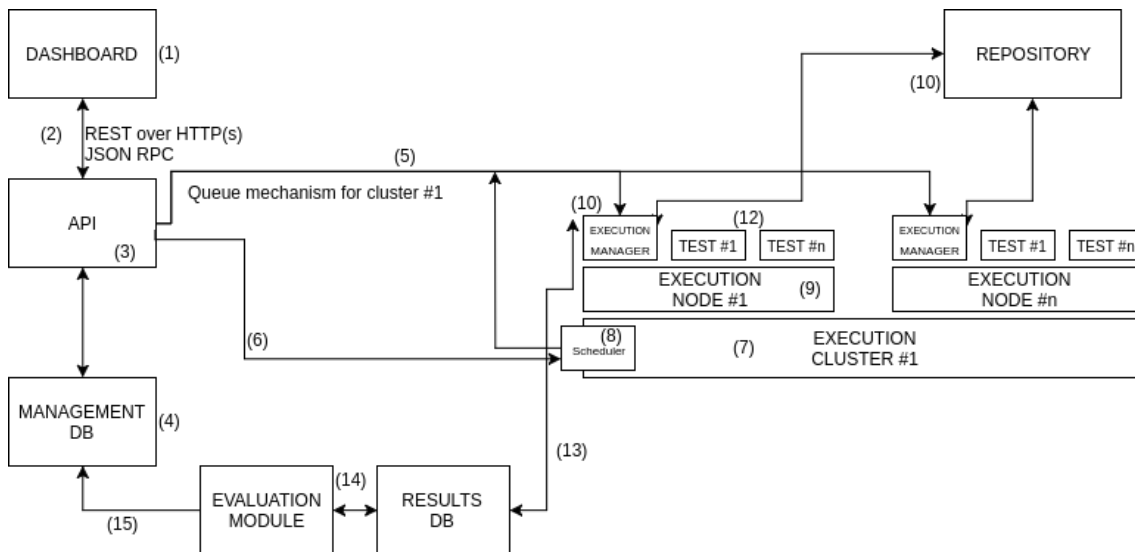 DASHBOARD
(1)
REPOSITORY
(10)
(2)
REST over HTTP(s)
JSON RPC
(5)
Queue mechanism for cluster #1
API
(3)
(10)
(12)
EXECUTION
MANAGER
TEST #1
TEST #n
EXECUTION
MANAGER
TEST #1
TEST #n
EXECUTION
NODE #1
(9)
EXECUTION
NODE #n
(6)
(8)
Scheduler
(7)
EXECUTION
CLUSTER #1
MANAGEMENT
DB
(4)
(13)
(14)
EVALUATION
MODULE
RESULTS
DB
(15)